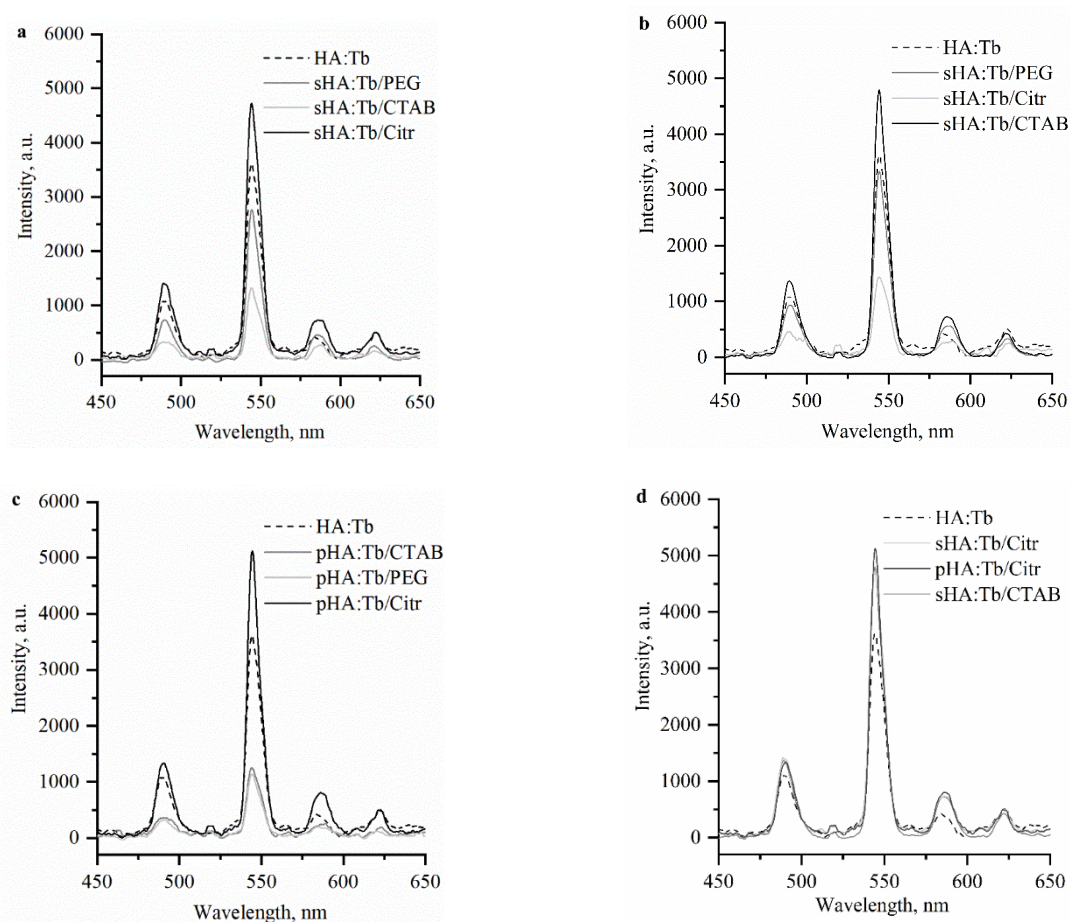 a
6000
5000
4000
3000
2000
1000
0
Intensity, a.u.
HA:Tb
sHA:Tb/PEG
sHA:Tb/CTAB
sHA:Tb/Citr
450 500 550 600 650
Wavelength, nm
b
6000
5000
4000
3000
2000
1000
0
Intensity, a.u.
HA:Tb
sHA:Tb/PEG
sHA:Tb/Citr
sHA:Tb/CTAB
450 500 550 600 650
Wavelength, nm
c
6000
5000
4000
3000
2000
1000
0
Intensity, a.u.
HA:Tb
pHA:Tb/CTAB
pHA:Tb/PEG
pHA:Tb/Citr
450 500 550 600 650
Wavelength, nm
d
6000
5000
4000
3000
2000
1000
0
Intensity, a.u.
HA:Tb
sHA:Tb/Citr
pHA:Tb/Citr
sHA:Tb/CTAB
450 500 550 600 650
Wavelength, nm